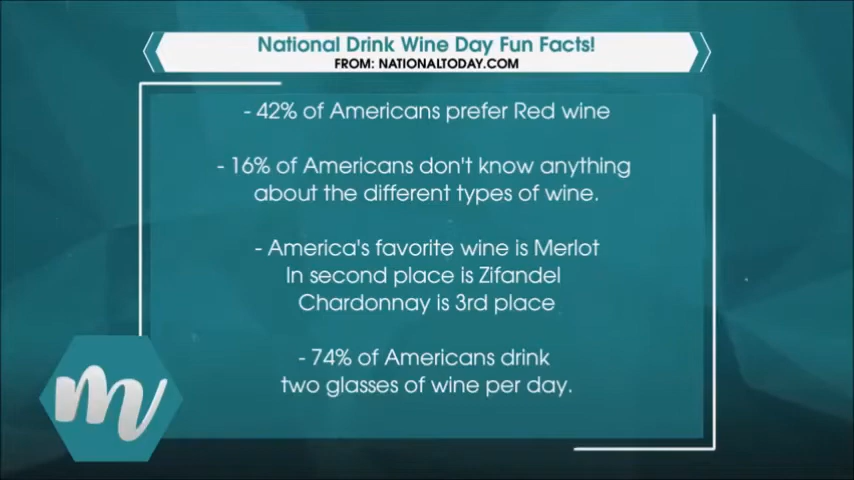 National Drink Wine Day Fun Facts!
FROM: NATIONALTODAY.COM
- 42% of Americans prefer Red wine
- 16% of Americans don't know anything
about the different types of wine.
- America's favorite wine is Merlot
In second place is Zifandel
Chardonnay is 3rd place
- 74% of Americans drink
two glasses of wine per day.
m